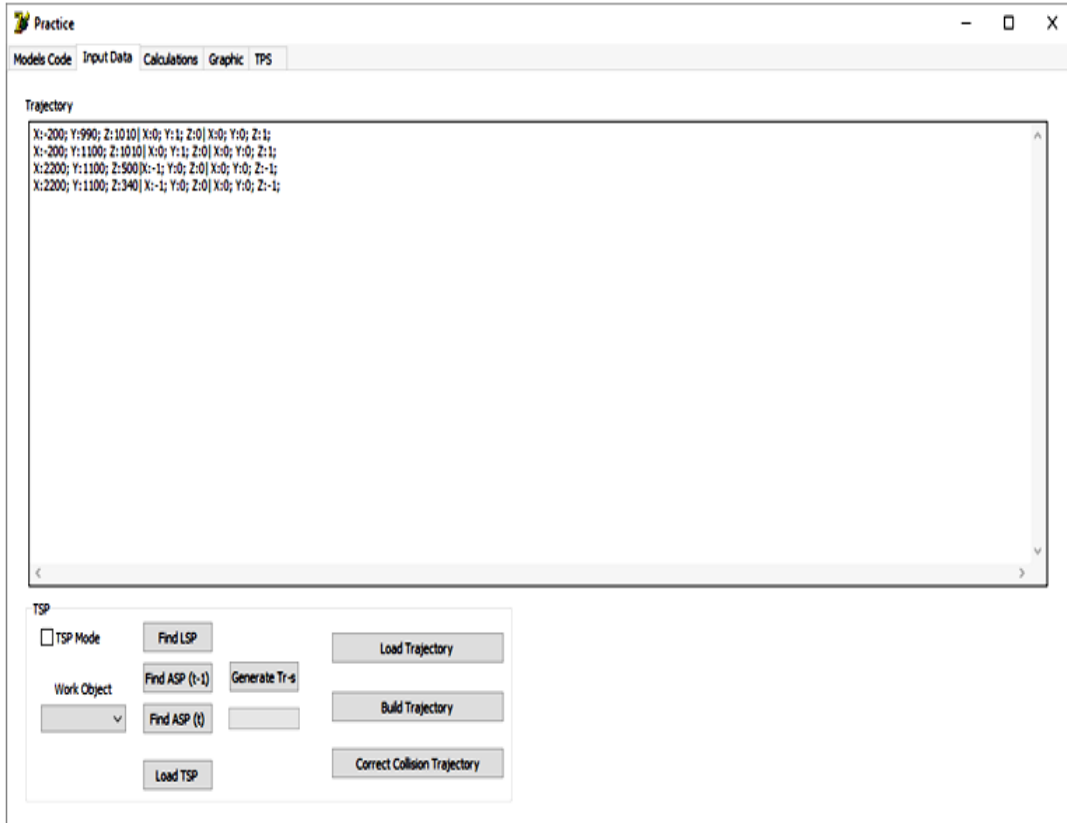 Practice
Models Code Input Data Calculations Graphic TPS
Trajectory
X:-200; Y:990; Z:1010| X:0; Y:1; Z:0| X:0; Y:0; Z:1;
X:-200; Y:1100; Z:1010| X:0; Y:1; Z:0| X:0; Y:0; Z:1;
X:2200; Y:1100; Z:500|X:-1; Y:0; Z:0| X:0; Y:0; Z:-1;
X:2200; Y:1100; Z:340| X:-1; Y:0; Z:0| X:0; Y:0; Z:-1;
TSP
TSP Mode
Find LSP
Load Trajectory
Find ASP (t-1)
Generate Tr-s
Work Object
Build Trajectory
Find ASP (t)
Correct Collision Trajectory
Load TSP